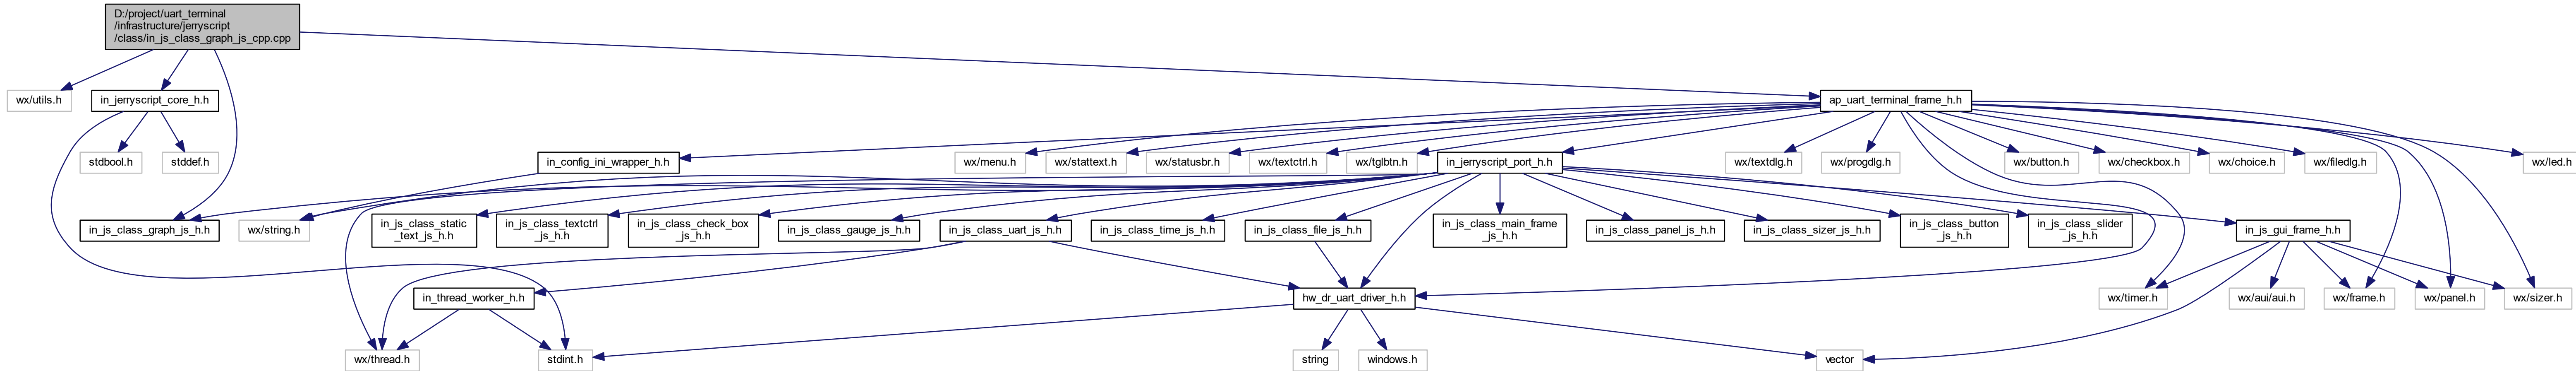 D:/project/uart_terminal
/infrastructure/jerryscript
/class/in_js_class_graph_js_cpp.cpp
wx/utils.h
in_jerryscript_core_h.h
ap_uart_terminal_frame_h.h
stdbool.h
stddef.h
in_config_ini_wrapper_h.h
wx/menu.h
wx/stattext.h
wx/statusbr.h
wx/textctrl.h
wx/tglbtn.h
in_jerryscript_port_h.h
wx/textdlg.h
wx/progdlg.h
wx/button.h
wx/checkbox.h
wx/choice.h
wx/filedlg.h
wx/led.h
in_js_class_graph_js_h.h
wx/string.h
in_js_class_static
_text_js_h.h
in_js_class_textctrl
_js_h.h
in_js_class_check_box
_js_h.h
in_js_class_gauge_js_h.h
in_js_class_uart_js_h.h
in_js_class_time_js_h.h
in_js_class_file_js_h.h
in_js_class_main_frame
_js_h.h
in_js_class_panel_js_h.h
in_js_class_sizer_js_h.h
in_js_class_button
_js_h.h
in_js_class_slider
_js_h.h
in_js_gui_frame_h.h
in_thread_worker_h.h
hw_dr_uart_driver_h.h
wx/timer.h
wx/aui/aui.h
wx/frame.h
wx/panel.h
wx/sizer.h
wx/thread.h
stdint.h
string
windows.h
vector